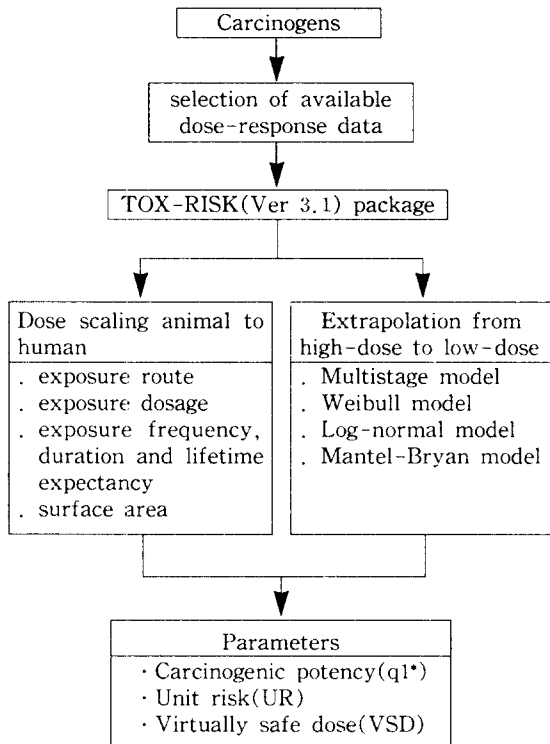 Carcinogens
selection of available
dose-response data
TOX-RISK(Ver 3.1) package
Dose scaling animal to
human
. exposure route
. exposure dosage
. exposure frequency,
duration and lifetime
expectancy
. surface area
Extrapolation from
high-dose to low-dose
. Multistage model
. Weibull model
. Log-normal model
. Mantel-Bryan model
Parameters
· Carcinogenic potency(q1*)
· Unit risk(UR)
· Virtually safe dose(VSD)